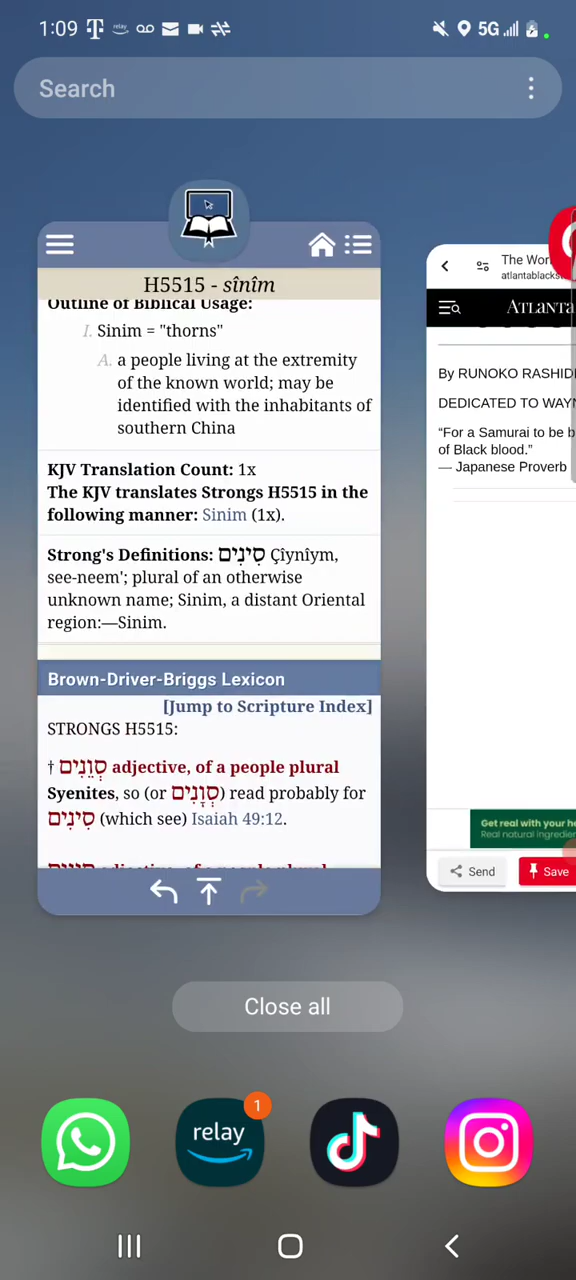 1:09
relay
5G
Search
H5515 - sînîm
Outline of Biblical Usage:
I. Sinim = "thorns"
A. a people living at the extremity
of the known world; may be
identified with the inhabitants of
southern China
KJV Translation Count: 1x
The KJV translates Strongs H5515 in the
following manner: Sinim (1x).
Strong's Definitions: סִינִים Çîynîym,
see-neem'; plural of an otherwise
unknown name; Sinim, a distant Oriental
region:—Sinim.
Brown-Driver-Briggs Lexicon
[Jump to Scripture Index]
STRONGS H5515:
† סְוֵנִים adjective, of a people plural
Syenites, so (or סְוָנִים) read probably for
סִינִים (which see) Isaiah 49:12.
The Wor
atlantablacks
ATLANTA
By RUNOKO RASHIDI
DEDICATED TO WAYN
“For a Samurai to be b
of Black blood.”
— Japanese Proverb
Get real with your he
Real natural ingredien
Send
Save
Close all
relay
1